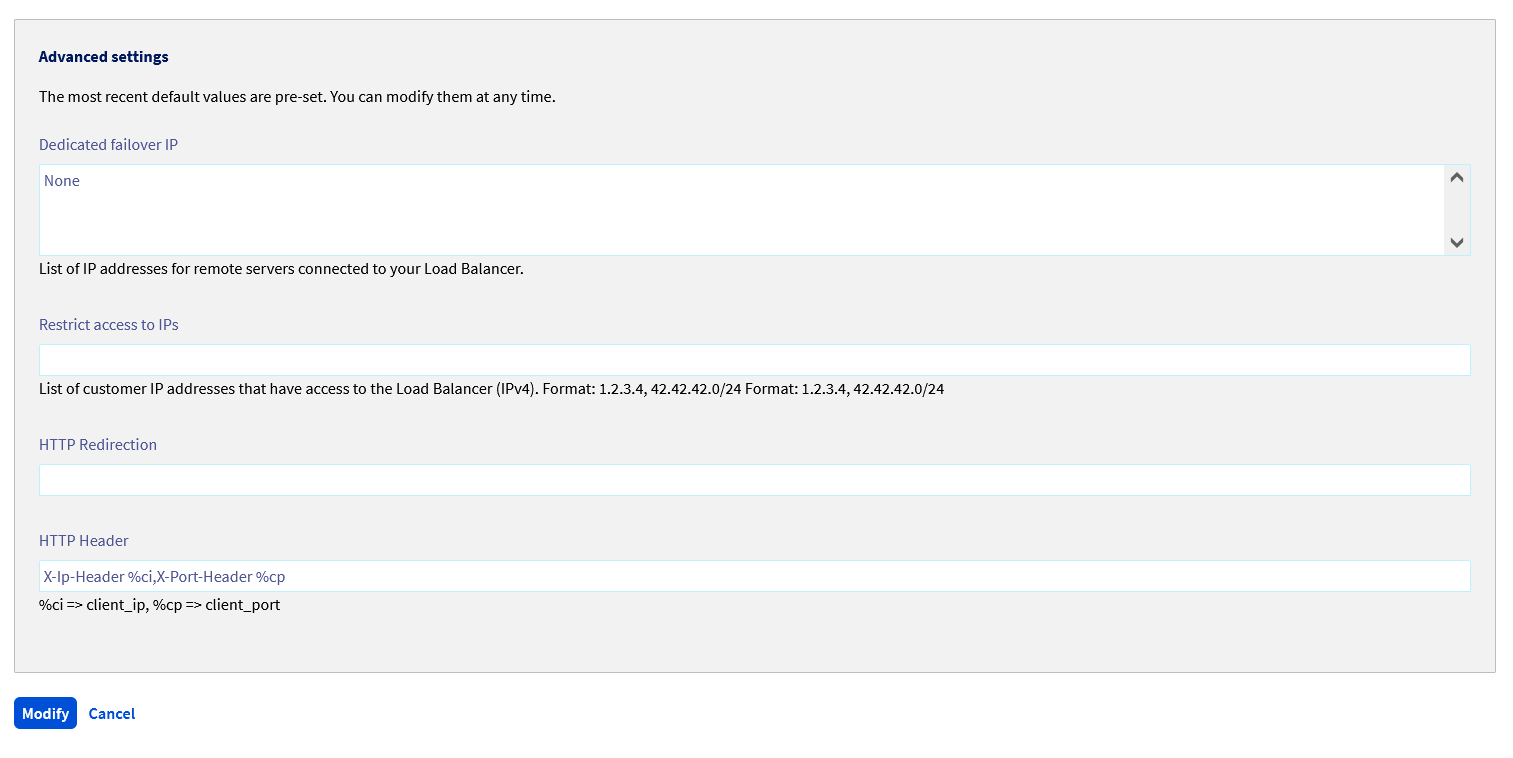 Advanced settings
The most recent default values are pre-set. You can modify them at any time.
Dedicated failover IP
None
List of IP addresses for remote servers connected to your Load Balancer.
Restrict access to IPs
List of customer IP addresses that have access to the Load Balancer (IPv4). Format: 1.2.3.4, 42.42.42.0/24 Format: 1.2.3.4, 42.42.42.0/24
HTTP Redirection
HTTP Header
X-Ip-Header %ci,X-Port-Header %cp
%ci => client_ip, %cp => client_port
Modify Cancel